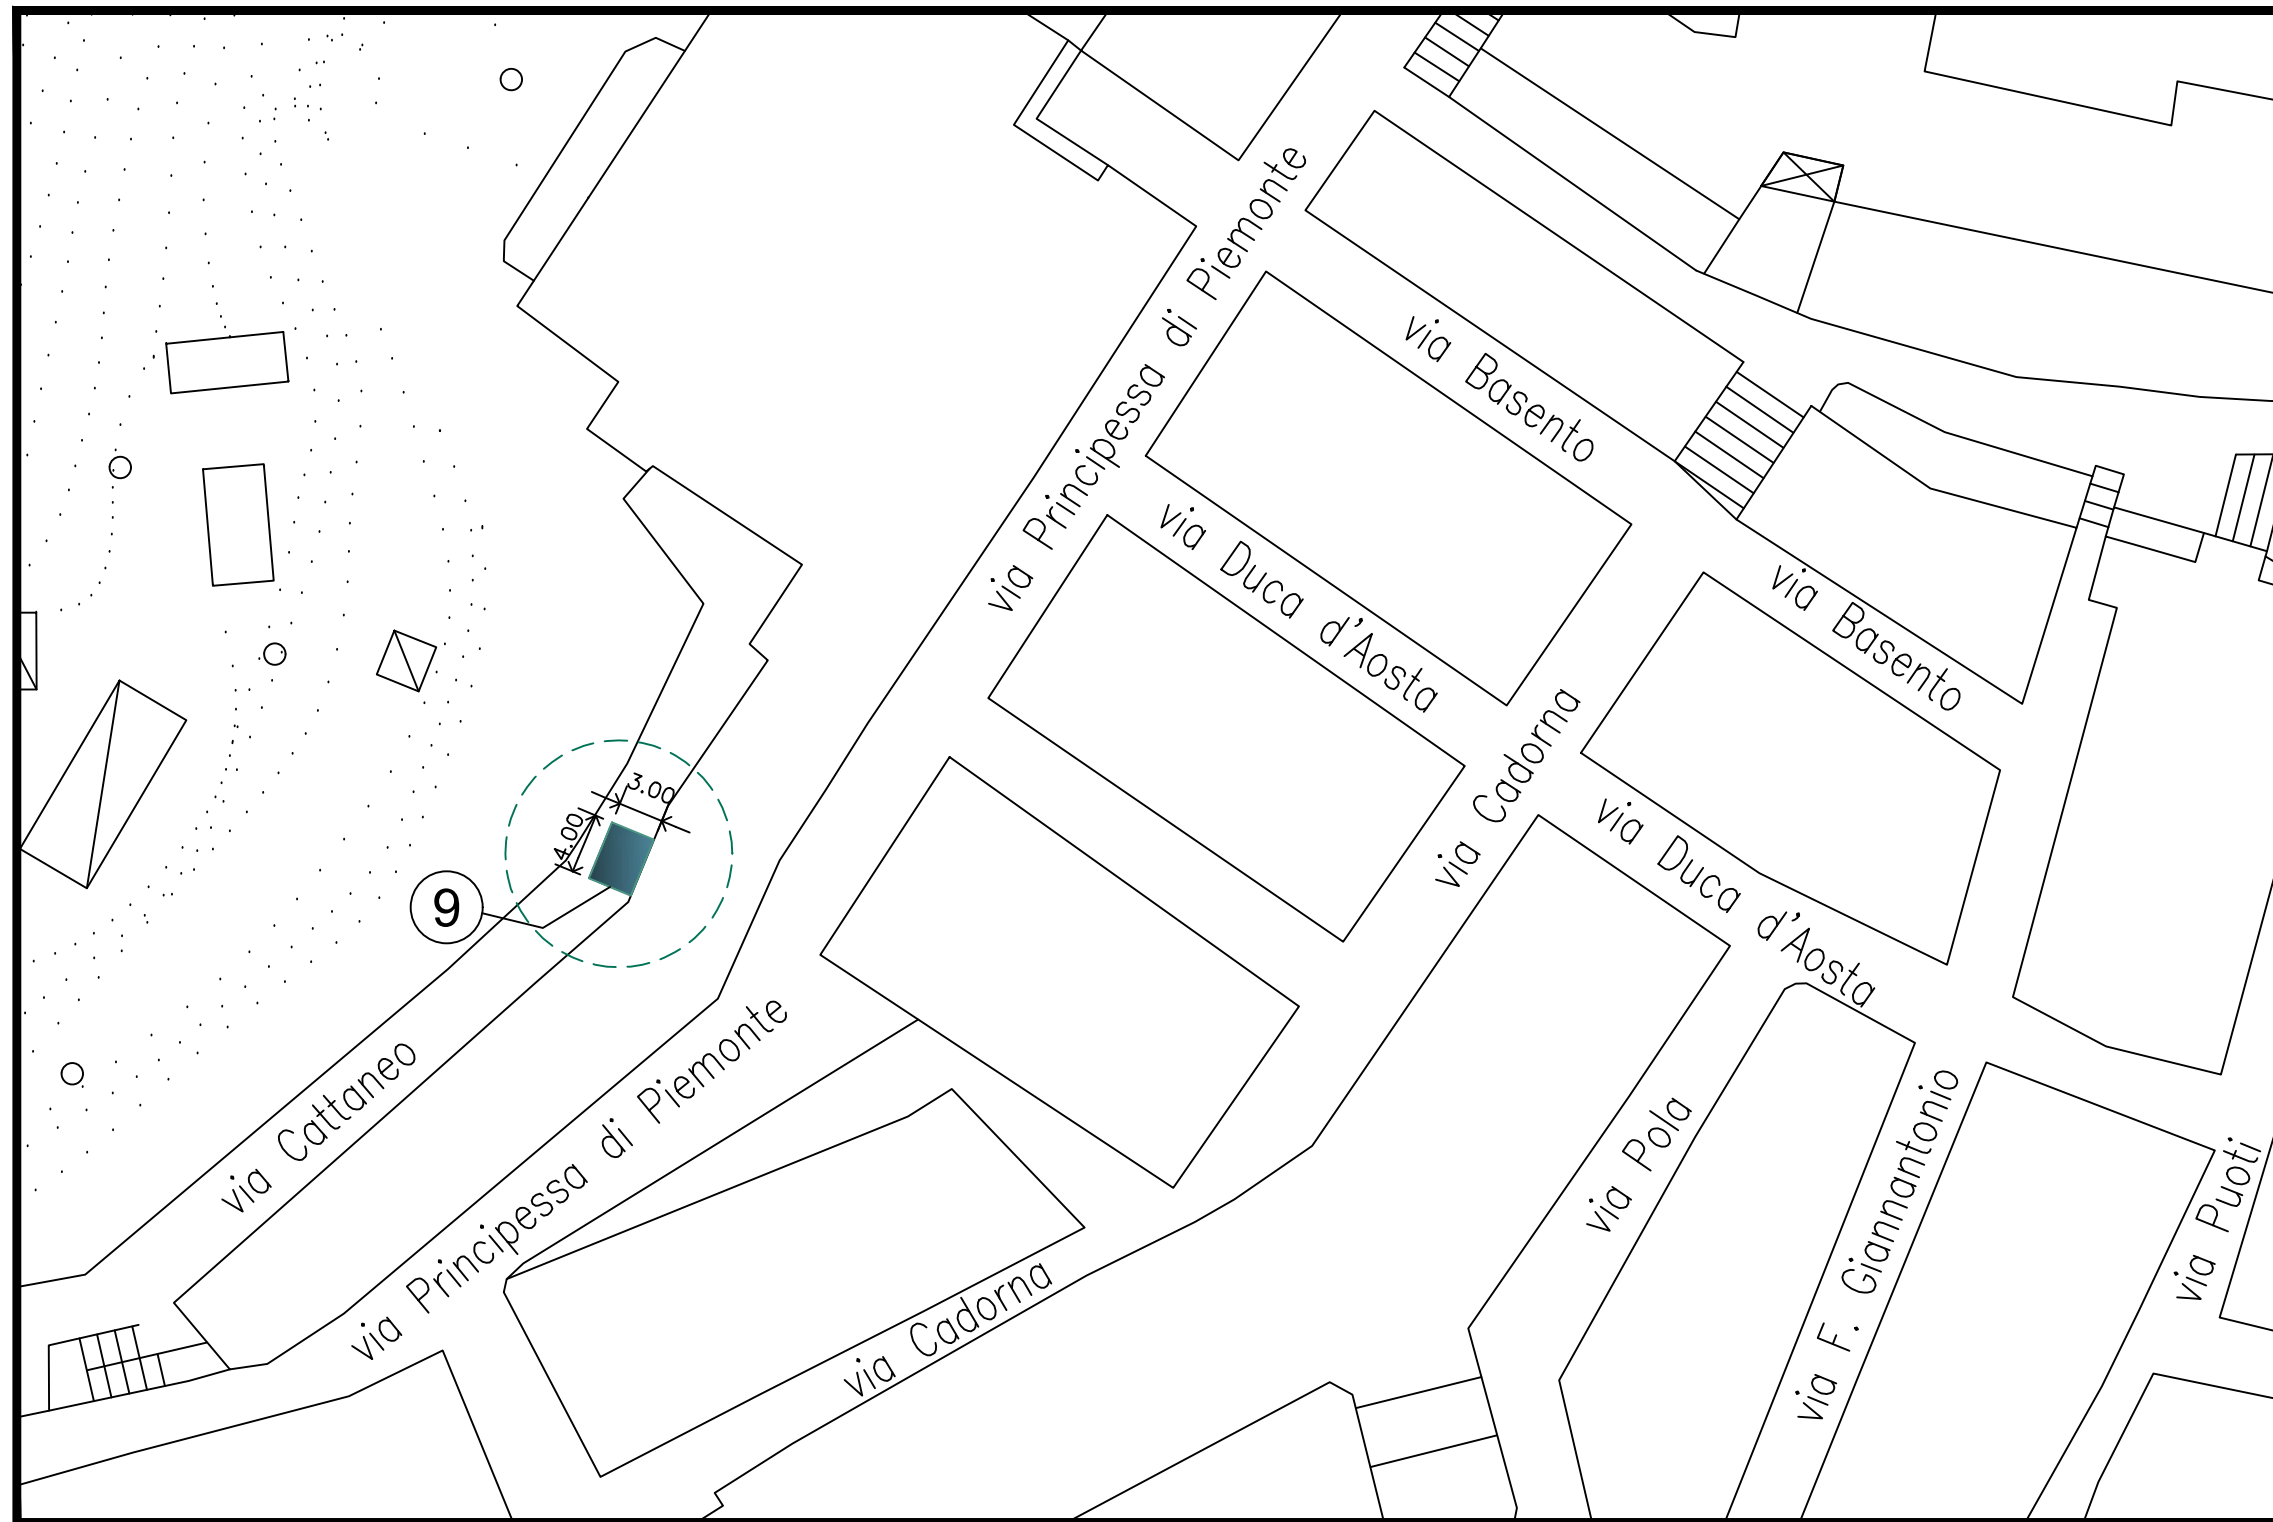 via Principessa di Piemonte
via Basento
via Duca d'Aosta
via Basento
via Cadorna
3.00
4.00
9
via Duca d'Aosta
via Cattaneo
via Principessa di Piemonte
via Pola
via F. Giannantonio
via Puoti
via Cadorna